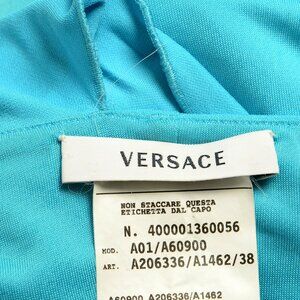 VERSACE
NON STACCARE QUESTA
ETICHETTA DAL CAPO
N. 400001360056
MOD. A01/A60900
ART. A206336/A1462/38
A60900 A206336/A1462